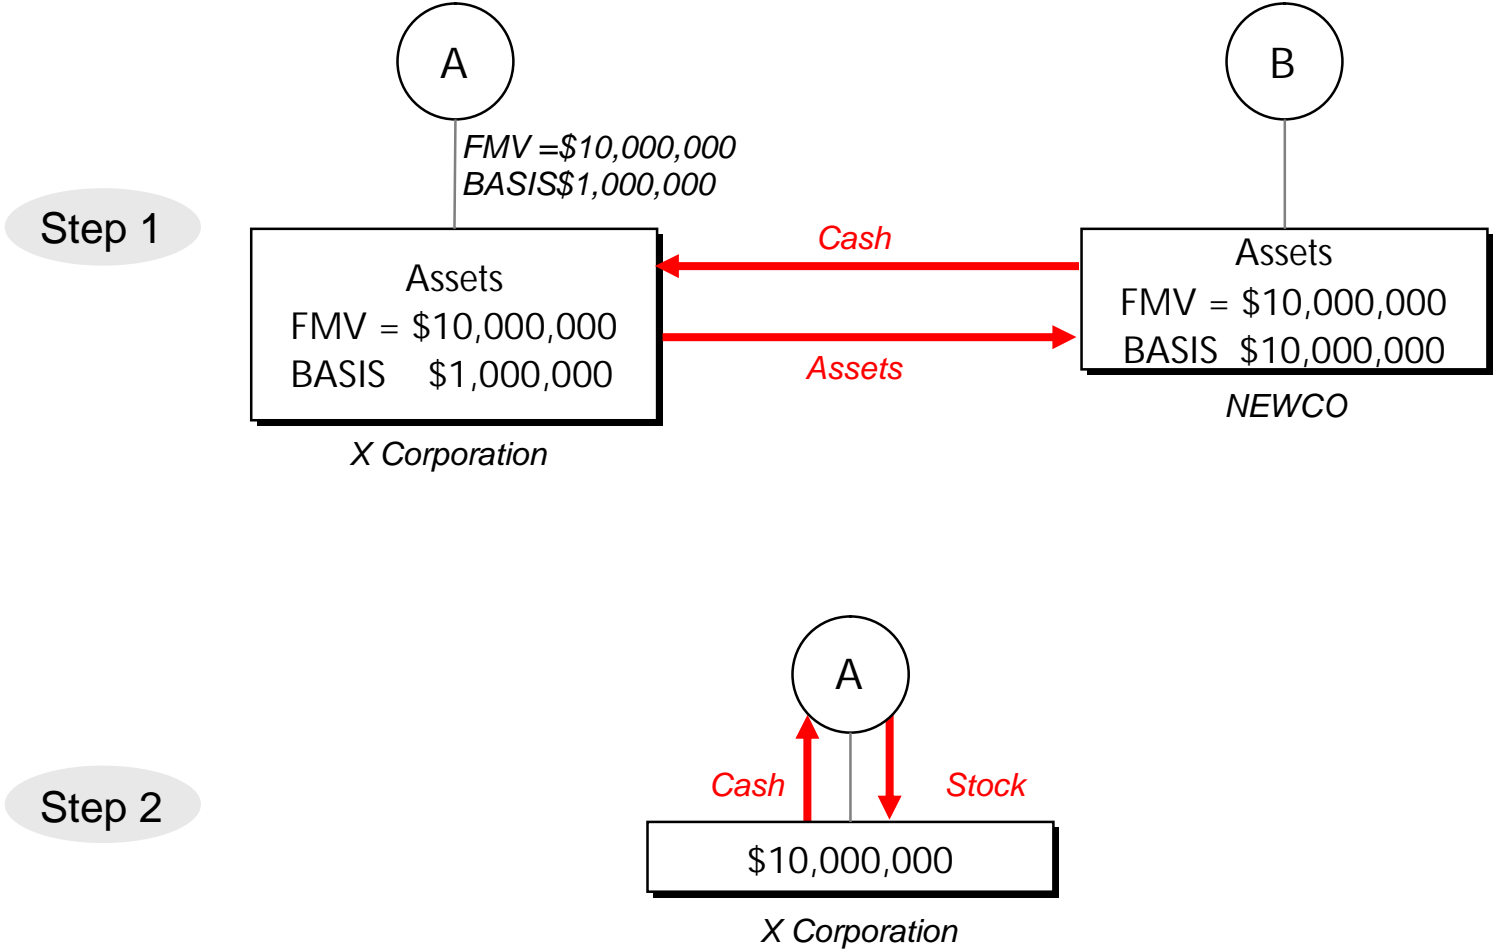 A
B
FMV =$10,000,000
BASIS$1,000,000
Step 1
Assets
FMV = $10,000,000
BASIS $1,000,000
X Corporation
Cash
Assets
Assets
FMV = $10,000,000
BASIS $10,000,000
NEWCO
A
Step 2
Cash
Stock
$10,000,000
X Corporation